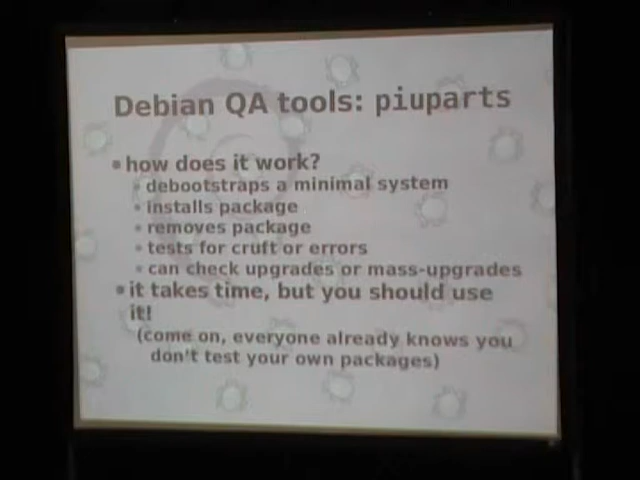 Debian QA tools: piuparts
how does it work?
debootstraps a minimal system
installs package
removes package
tests for cruft or errors
can check upgrades or mass-upgrades
it takes time, but you should use
it!
(come on, everyone already knows you
don't test your own packages)